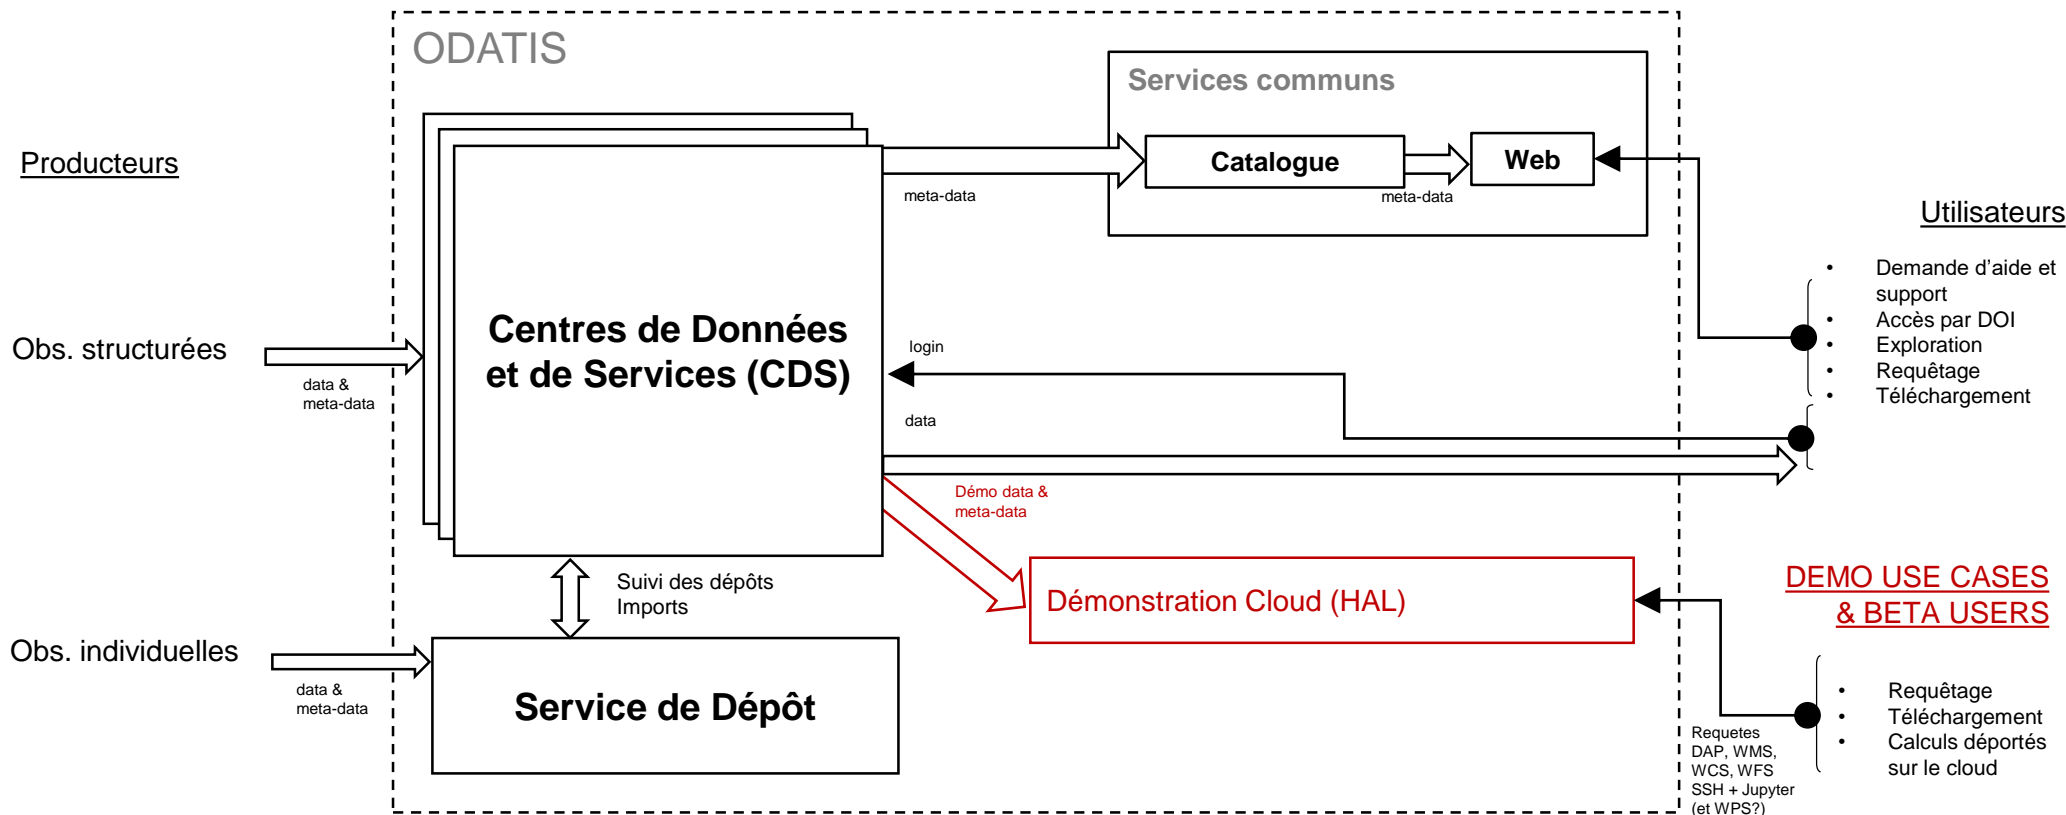 ODATIS
Services communs
Producteurs
Catalogue
Web
meta-data
meta-data
Utilisateurs
• Demande d'aide et
support
• Accès par DOI
• Exploration
• Requêtage
• Téléchargement
Centres de Données
et de Services (CDS)
Obs. structurées
data &
meta-data
login
data
Démo data &
meta-data
Suivi des dépôts
Imports
Démonstration Cloud (HAL)
DEMO USE CASES
& BETA USERS
Obs. individuelles
data &
meta-data
Service de Dépôt
• Requêtage
• Téléchargement
• Calculs déportés
sur le cloud
Requetes
DAP, WMS,
WCS, WFS
SSH + Jupyter
(et WPS?)